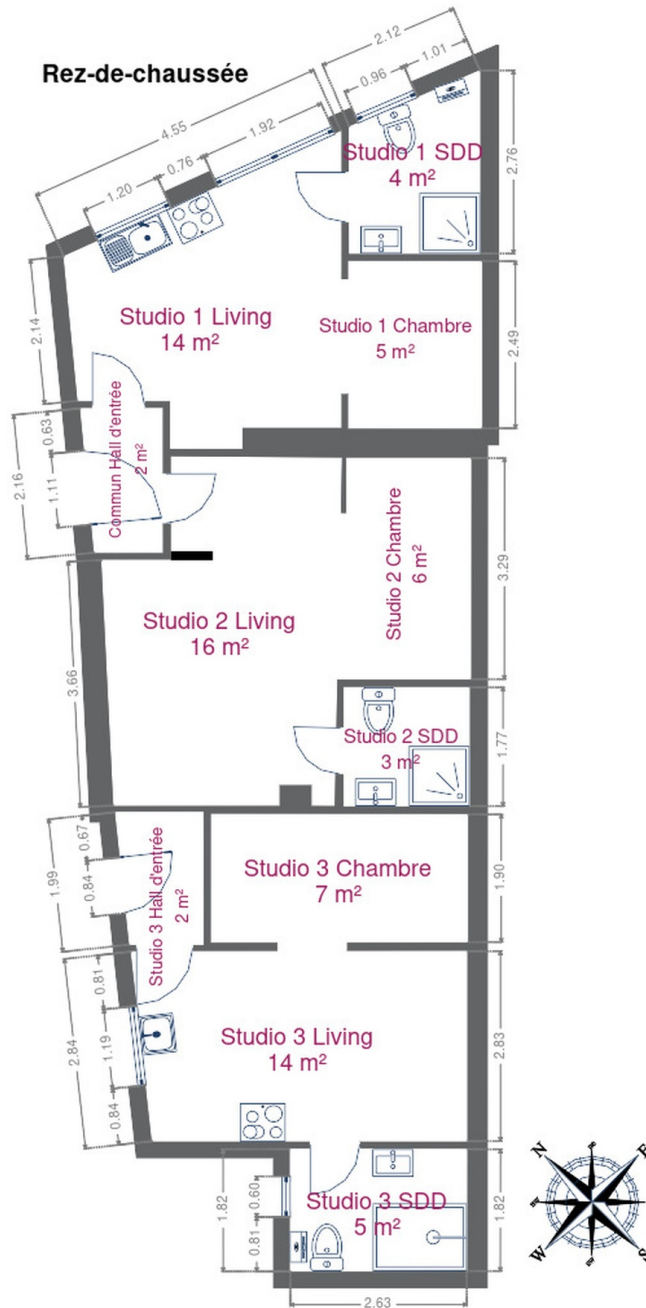 Rez-de-chaussée
2.12
0.96
1.01
4.55
1.92
0.76
1.20
Studio 1 SDD
4 m²
2.76
2.14
Studio 1 Living
14 m²
Studio 1 Chambre
5 m²
2.49
0.63
2.16
1.11
Commun Hall d'entrée
2 m²
Studio 2 Chambre
6 m²
3.29
Studio 2 Living
16 m²
3.66
Studio 2 SDD
3 m²
1.77
0.67
1.99
0.84
Studio 3 Hall d'entrée
2 m²
Studio 3 Chambre
7 m²
1.90
0.81
2.84
1.19
0.84
Studio 3 Living
14 m²
2.83
1.82
0.60
0.81
Studio 3 SDD
5 m²
1.82
2.63
N
E
W
S